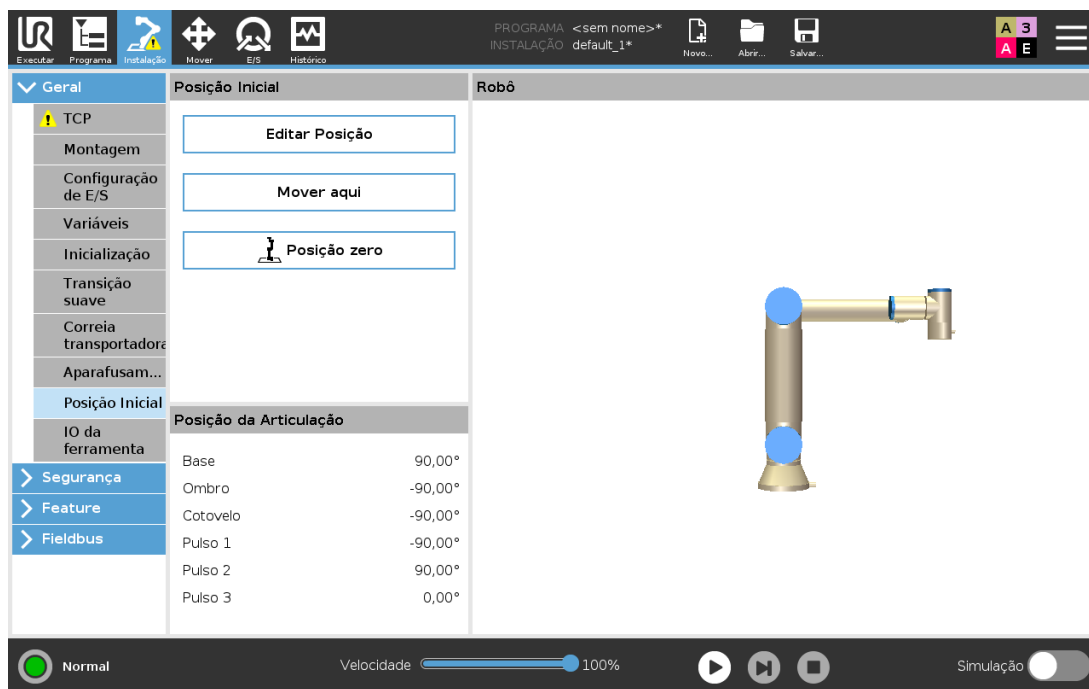 UR
Executar
Programa
Instalação
Mover
E/S
Histórico
PROGRAMA <sem nome>*
INSTALAÇÃO default_1*
Novo...
Abrir...
Salvar...
A 3
A E
Geral
TCP
Montagem
Configuração
de E/S
Variáveis
Inicialização
Transição
suave
Correia
transportadora
Aparafusam...
Posição Inicial
IO da
ferramenta
Segurança
Feature
Fieldbus
Posição Inicial
Editar Posição
Mover aqui
Posição zero
Posição da Articulação
Base 90,00°
Ombro -90,00°
Cotovelo -90,00°
Pulso 1 -90,00°
Pulso 2 90,00°
Pulso 3 0,00°
Robô
Normal
Velocidade 100%
Simulação